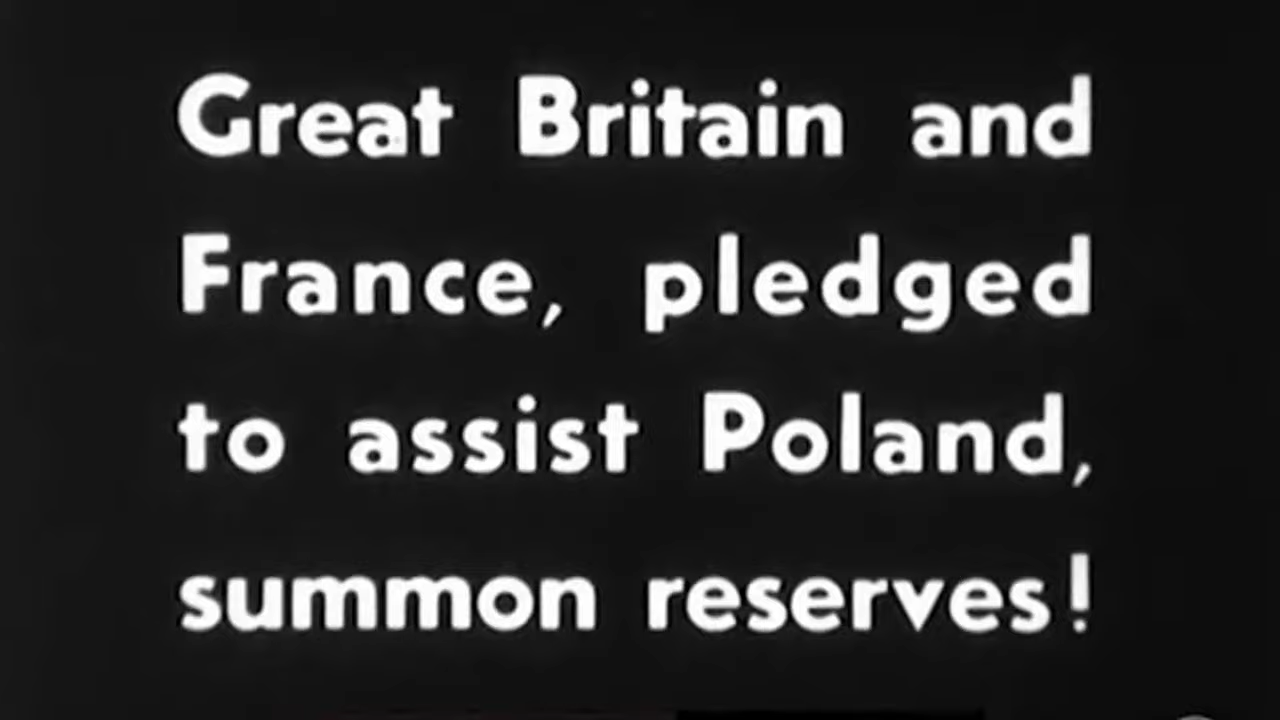 Great Britain and
France, pledged
to assist Poland,
summon reserves!